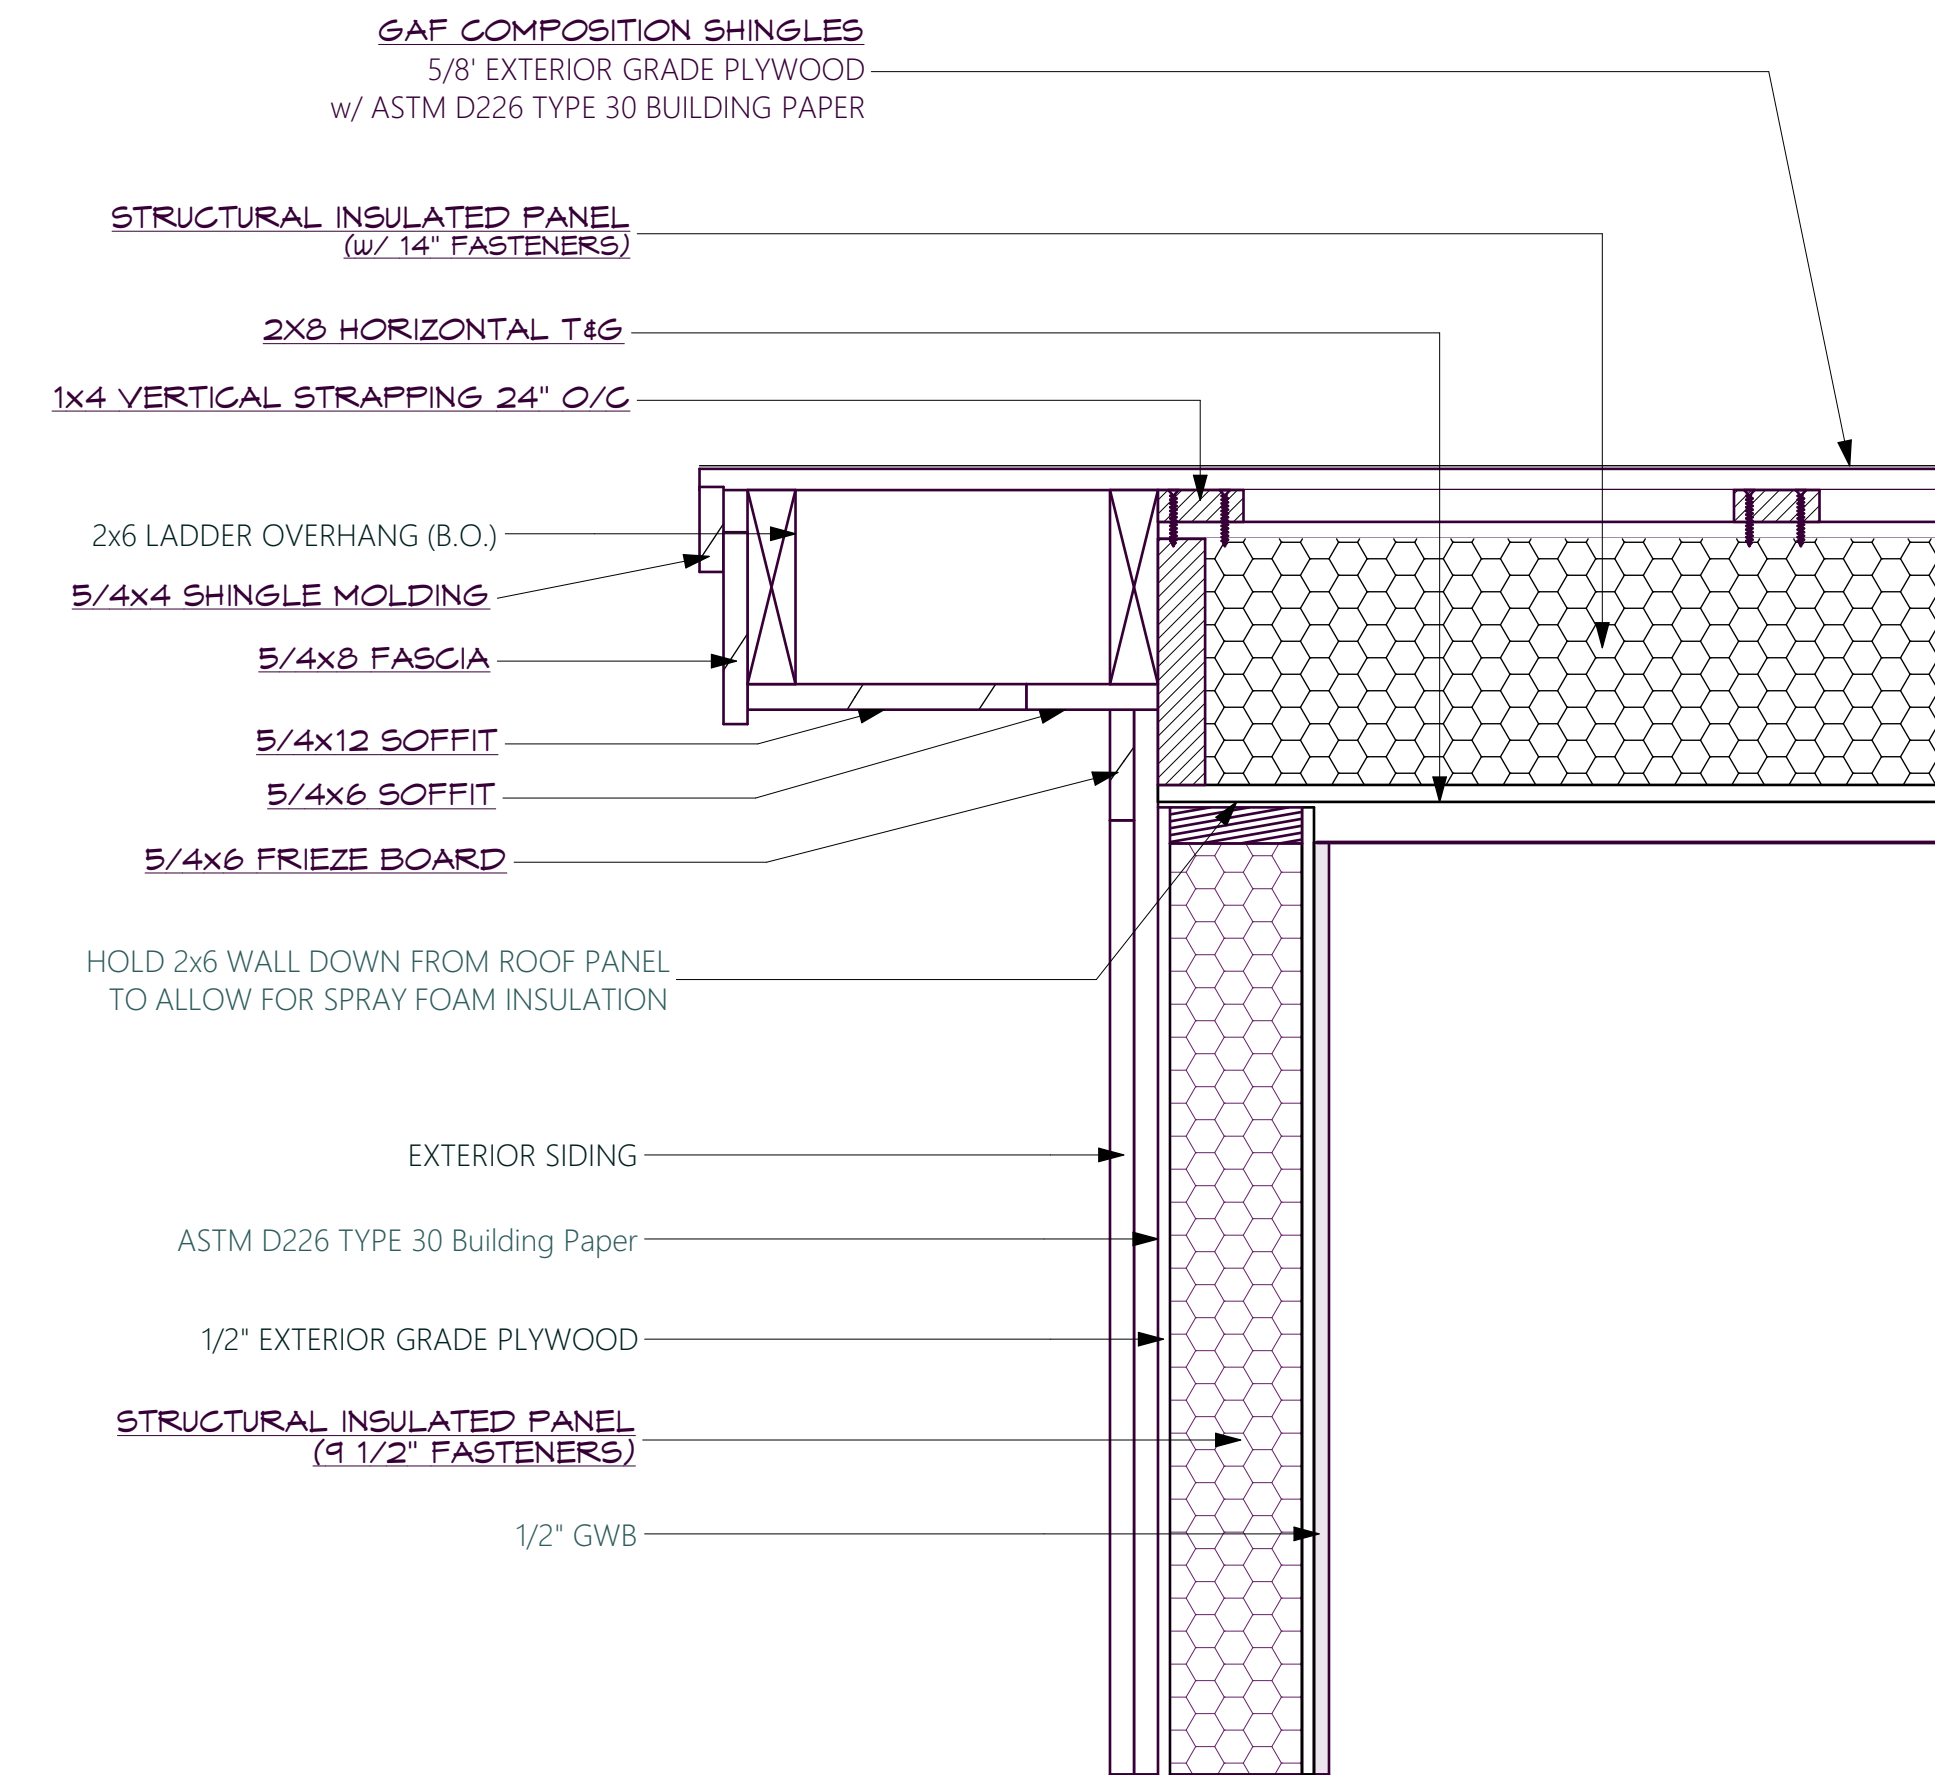 GAF COMPOSITION SHINGLES
5/8' EXTERIOR GRADE PLYWOOD
w/ ASTM D226 TYPE 30 BUILDING PAPER
STRUCTURAL INSULATED PANEL
(w/ 14" FASTENERS)
2X8 HORIZONTAL T&G
1x4 VERTICAL STRAPPING 24" O/C
2x6 LADDER OVERHANG (B.O.)
5/4x4 SHINGLE MOLDING
5/4x8 FASCIA
5/4x12 SOFFIT
5/4x6 SOFFIT
5/4x6 FRIEZE BOARD
HOLD 2x6 WALL DOWN FROM ROOF PANEL
TO ALLOW FOR SPRAY FOAM INSULATION
EXTERIOR SIDING
ASTM D226 TYPE 30 Building Paper
1/2" EXTERIOR GRADE PLYWOOD
STRUCTURAL INSULATED PANEL
(9 1/2" FASTENERS)
1/2" GWB